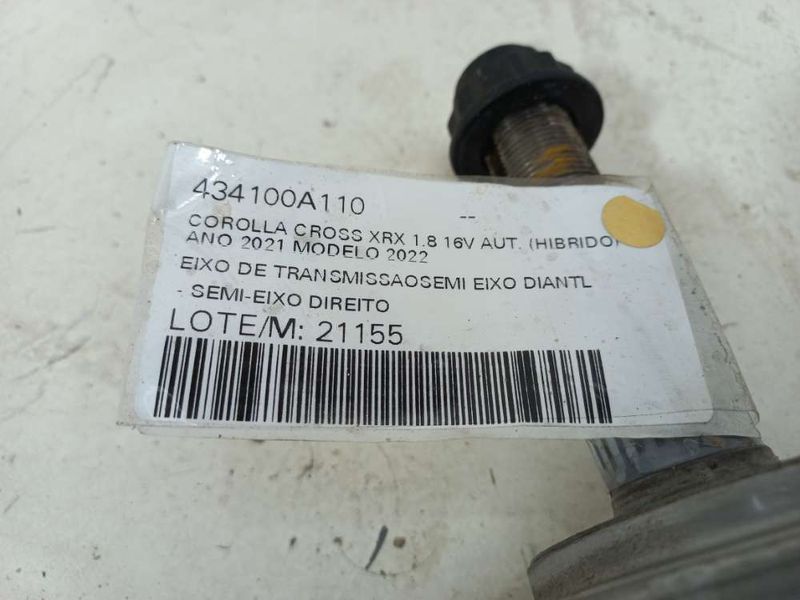 434100A110
--
COROLLA CROSS XRX 1.8 16V AUT. (HIBRIDO)
ANO 2021 MODELO 2022
EIXO DE TRANSMISSAOSEMI EIXO DIANTL
- SEMI-EIXO DIREITO
LOTE/M: 21155